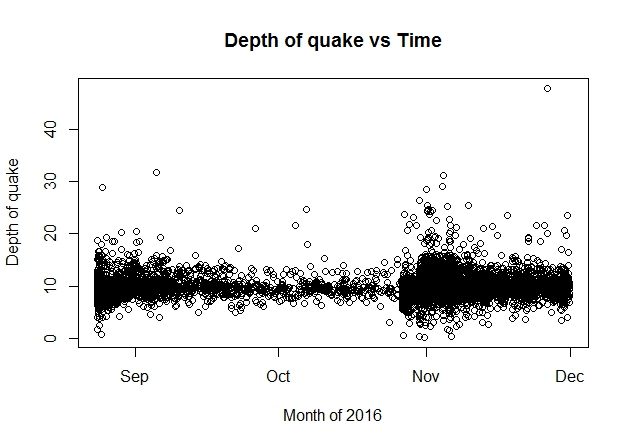 Depth of quake vs Time
Depth of quake
40
30
20
10
0
Sep Oct Nov Dec
Month of 2016